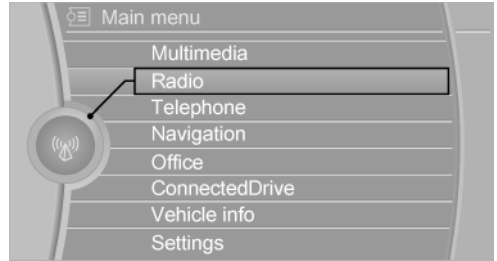 Main menu
Multimedia
Radio
Telephone
Navigation
Office
ConnectedDrive
Vehicle info
Settings